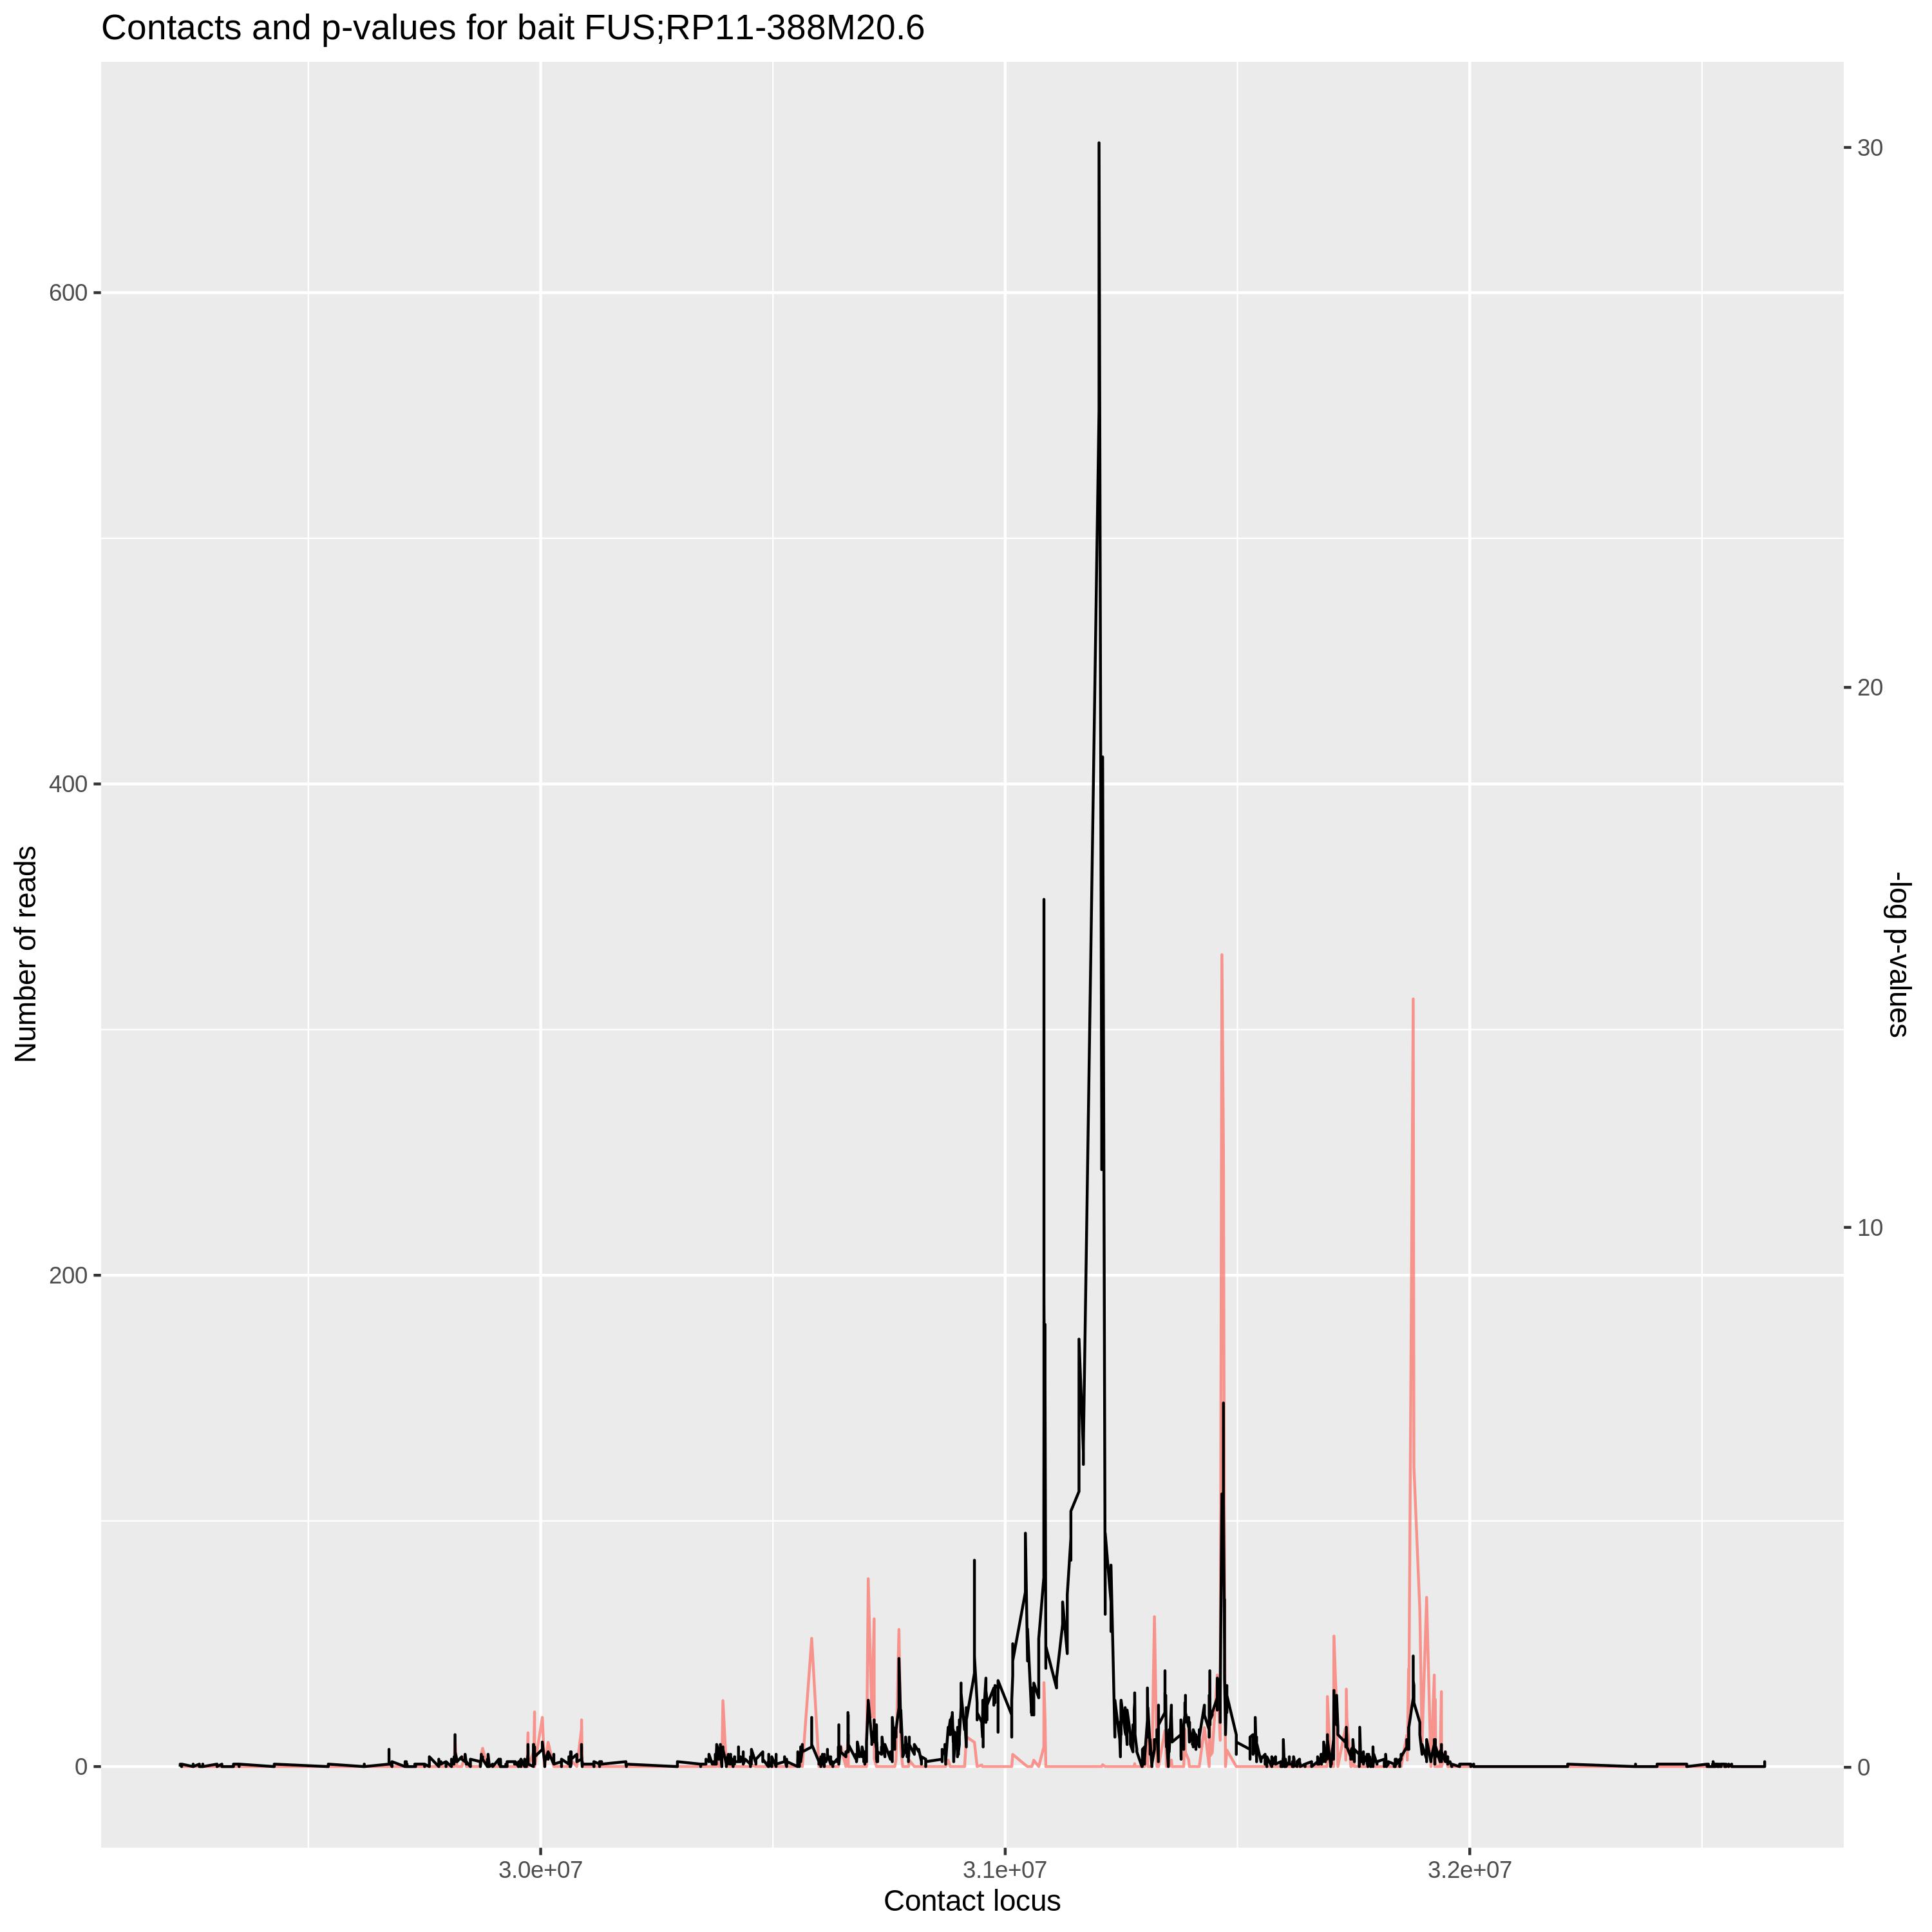 Contacts and p-values for bait FUS;RP11-388M20.6
Number of reads
600
400
200
0
30
20
10
0
-log p-values
3.0e+07
3.1e+07
3.2e+07
Contact locus